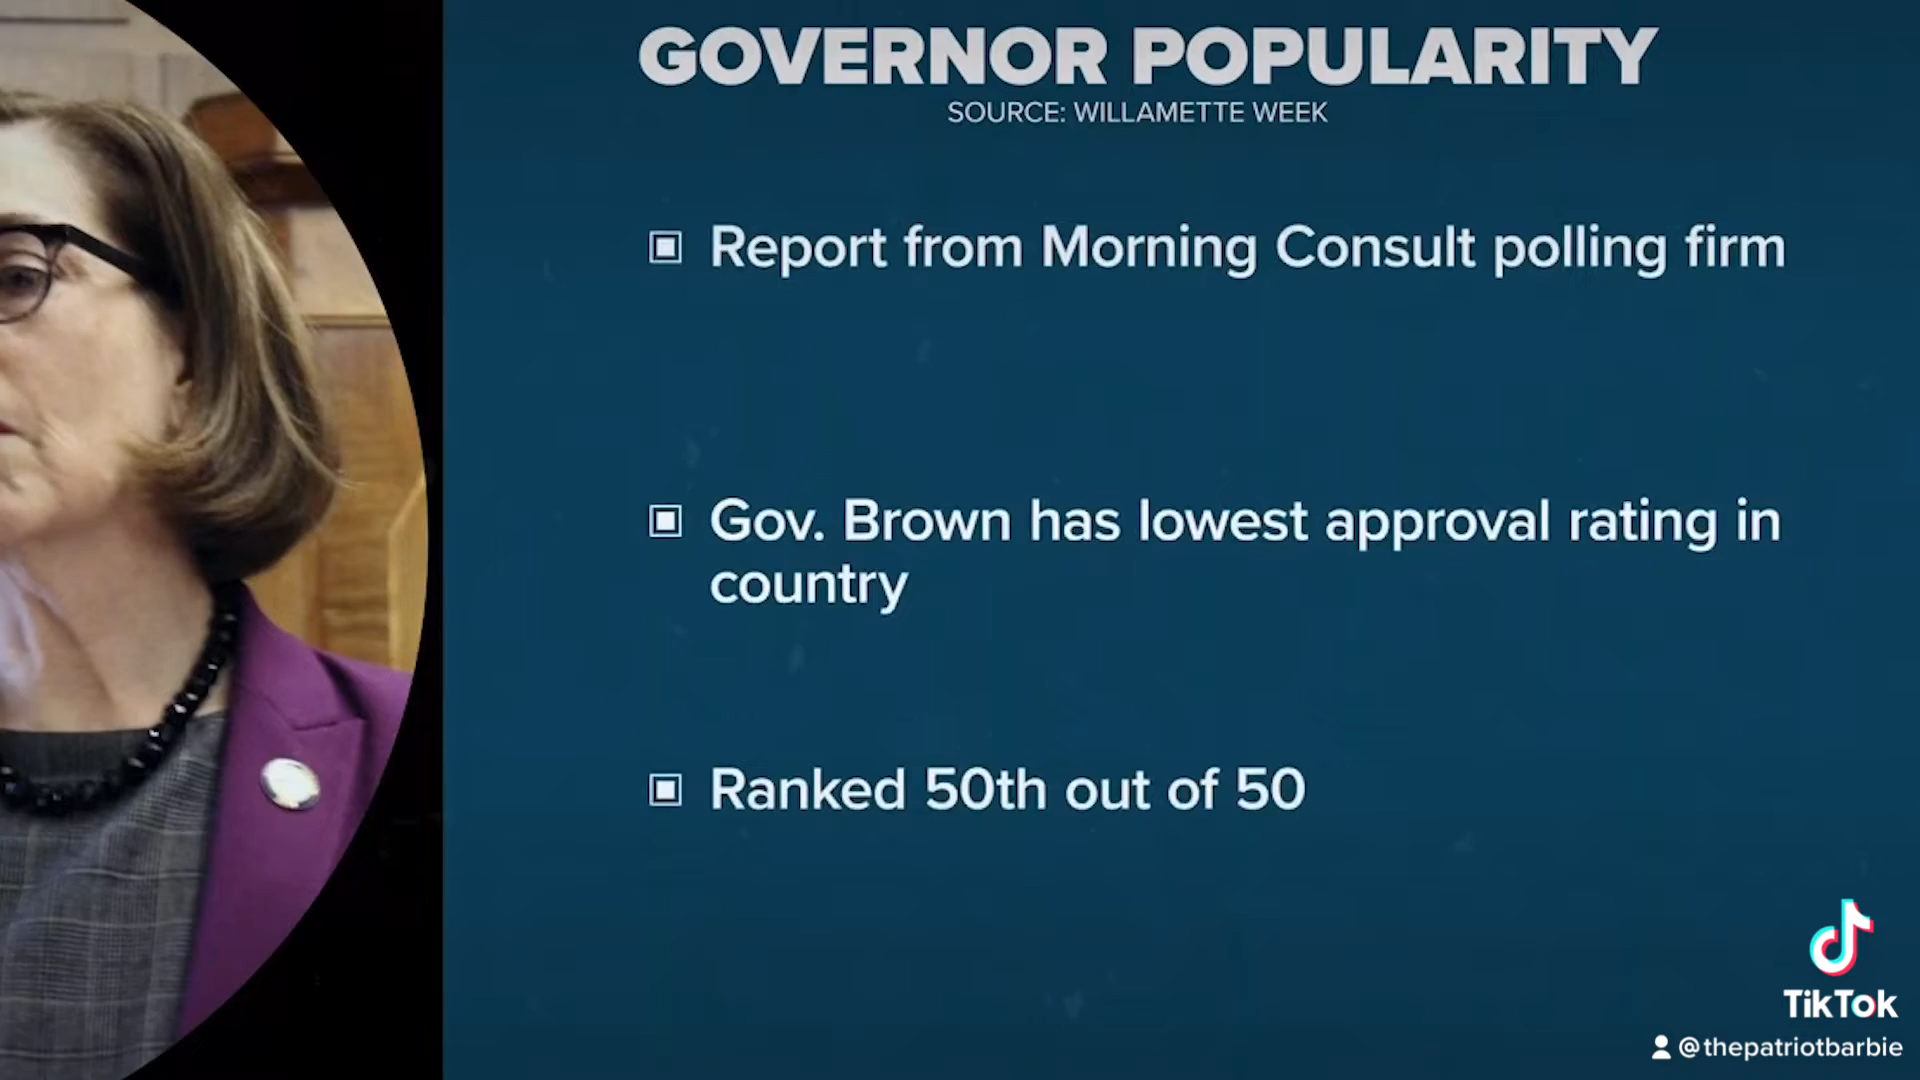 GOVERNOR POPULARITY
SOURCE: WILLAMETTE WEEK
Report from Morning Consult polling firm
Gov. Brown has lowest approval rating in
country
Ranked 50th out of 50
TikTok
@thepatriotbarbie